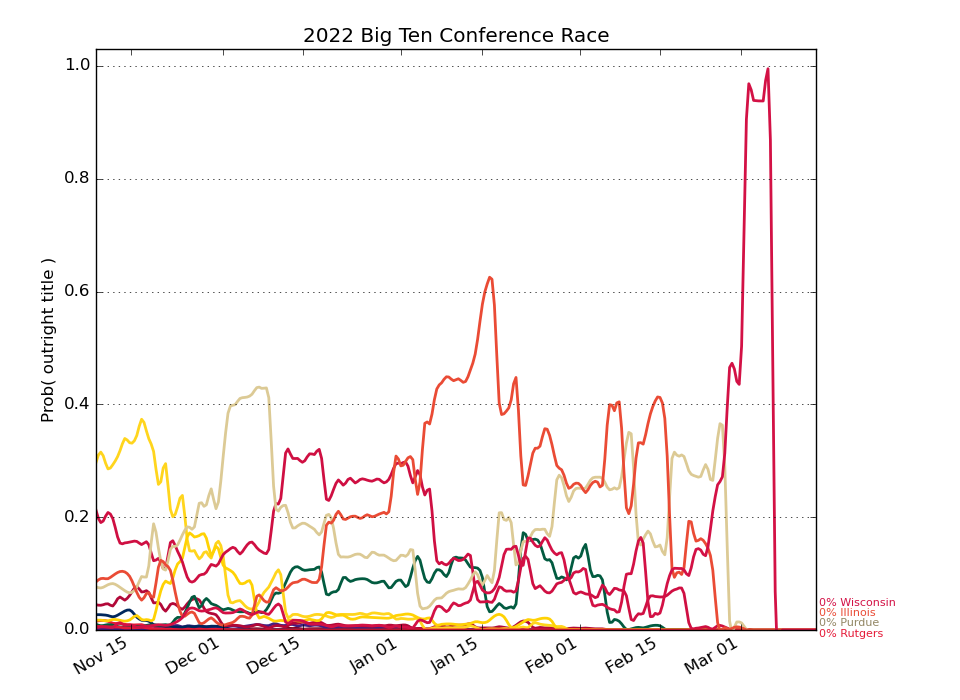 2022 Big Ten Conference Race
Prob( outright title )
1.0
0.8
0.6
0.4
0.2
0.0
Nov 15
Dec 01
Dec 15
Jan 01
Jan 15
Feb 01
Feb 15
Mar 01
0% Wisconsin
0% Illinois
0% Purdue
0% Rutgers